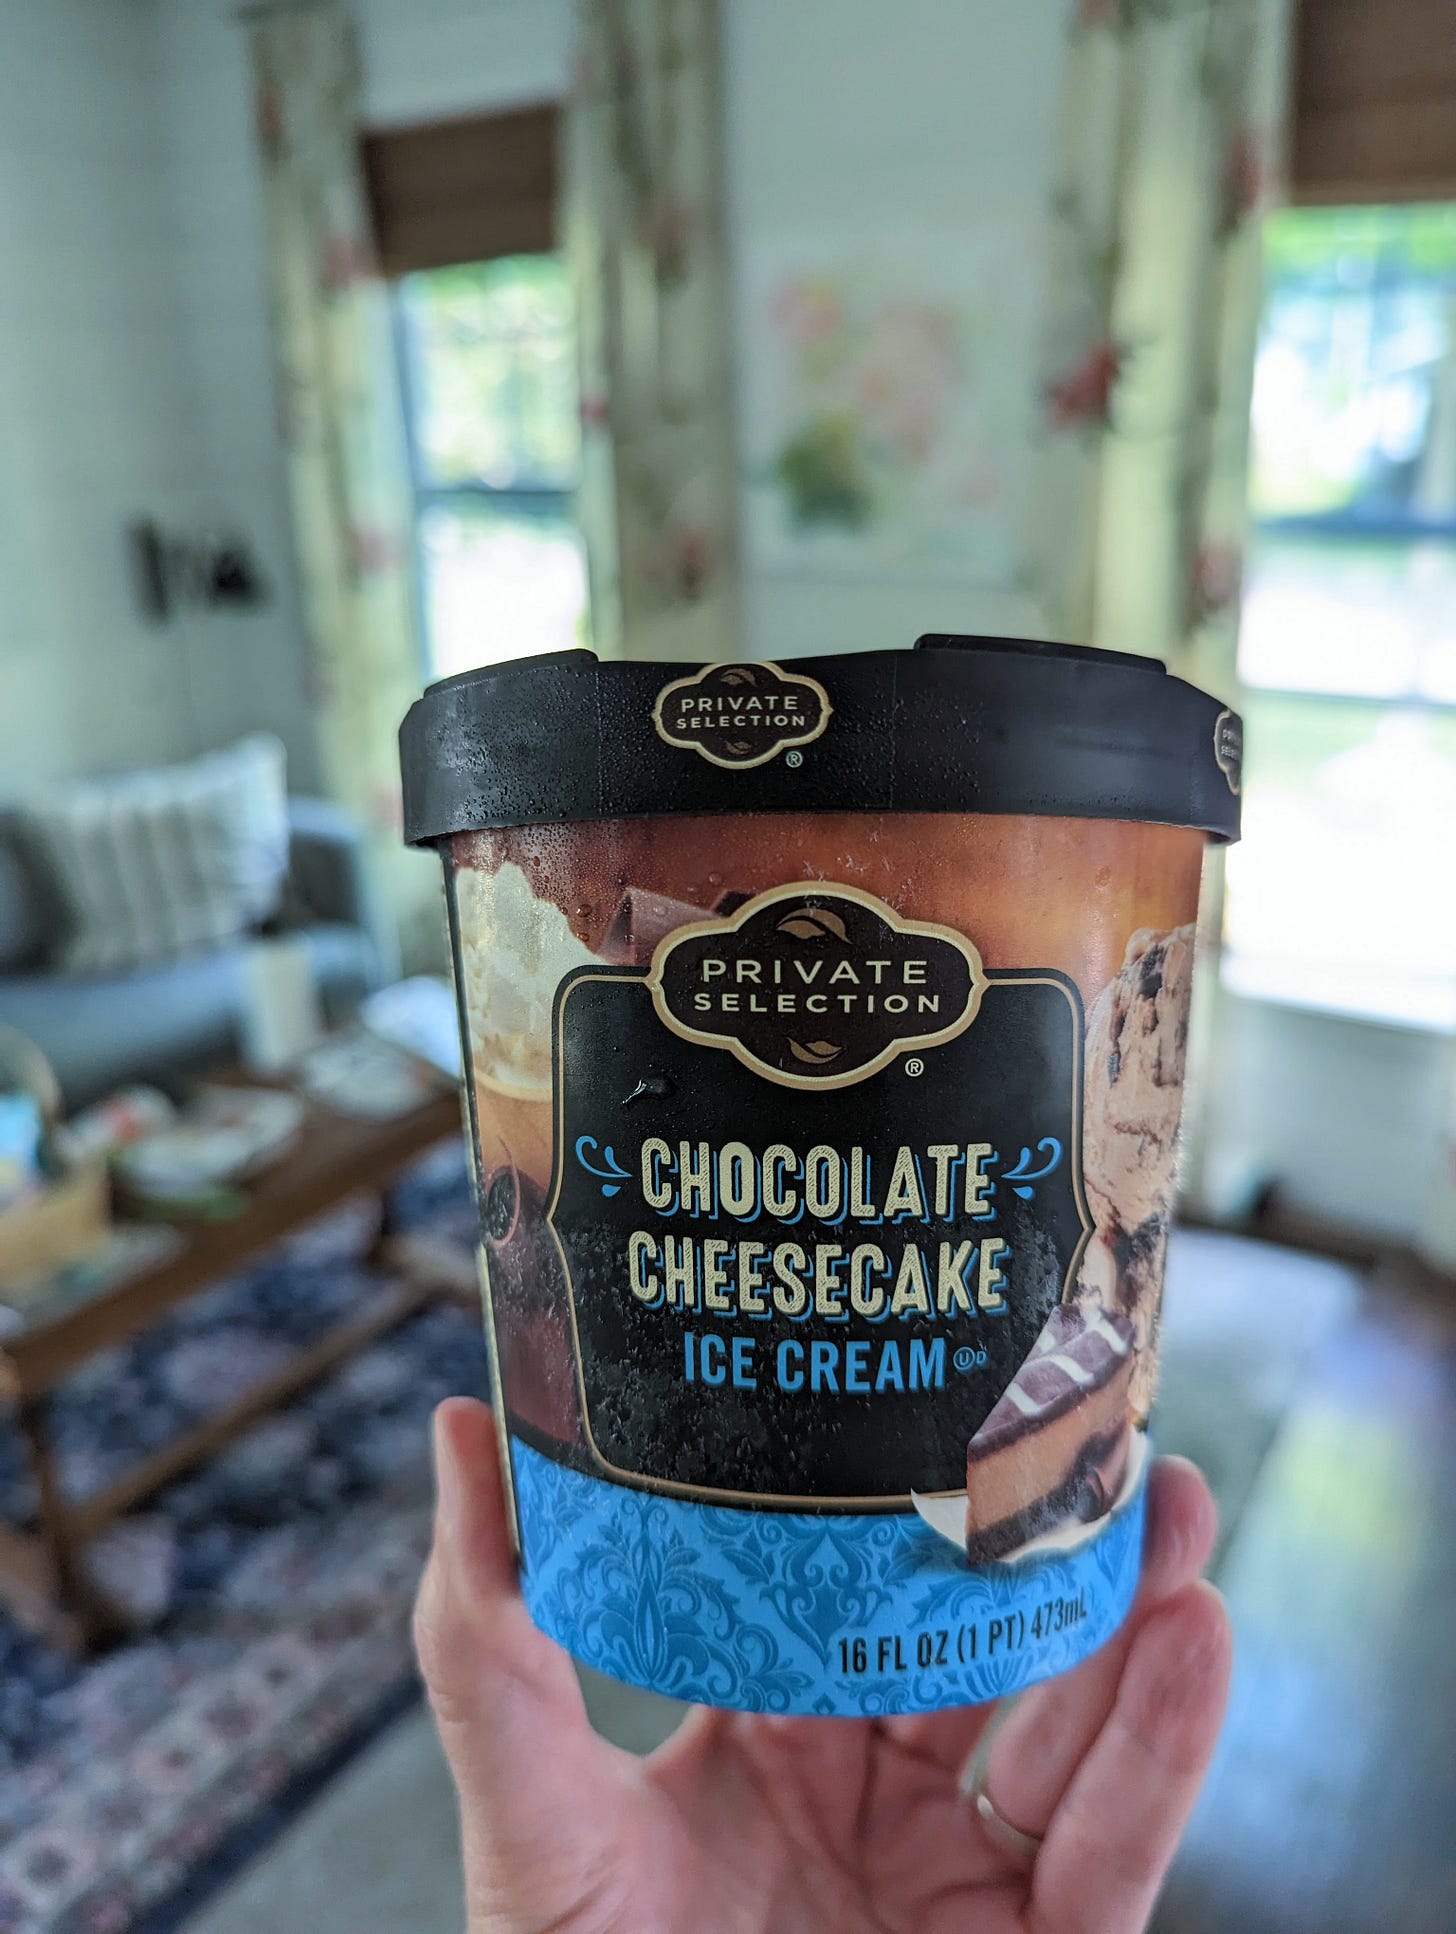 PRIVATE
SELECTION
®
PRIVATE
SELECTION
®
CHOCOLATE
CHEESECAKE
ICE CREAM Ⓤ D
16 FL OZ (1 PT) 473mL